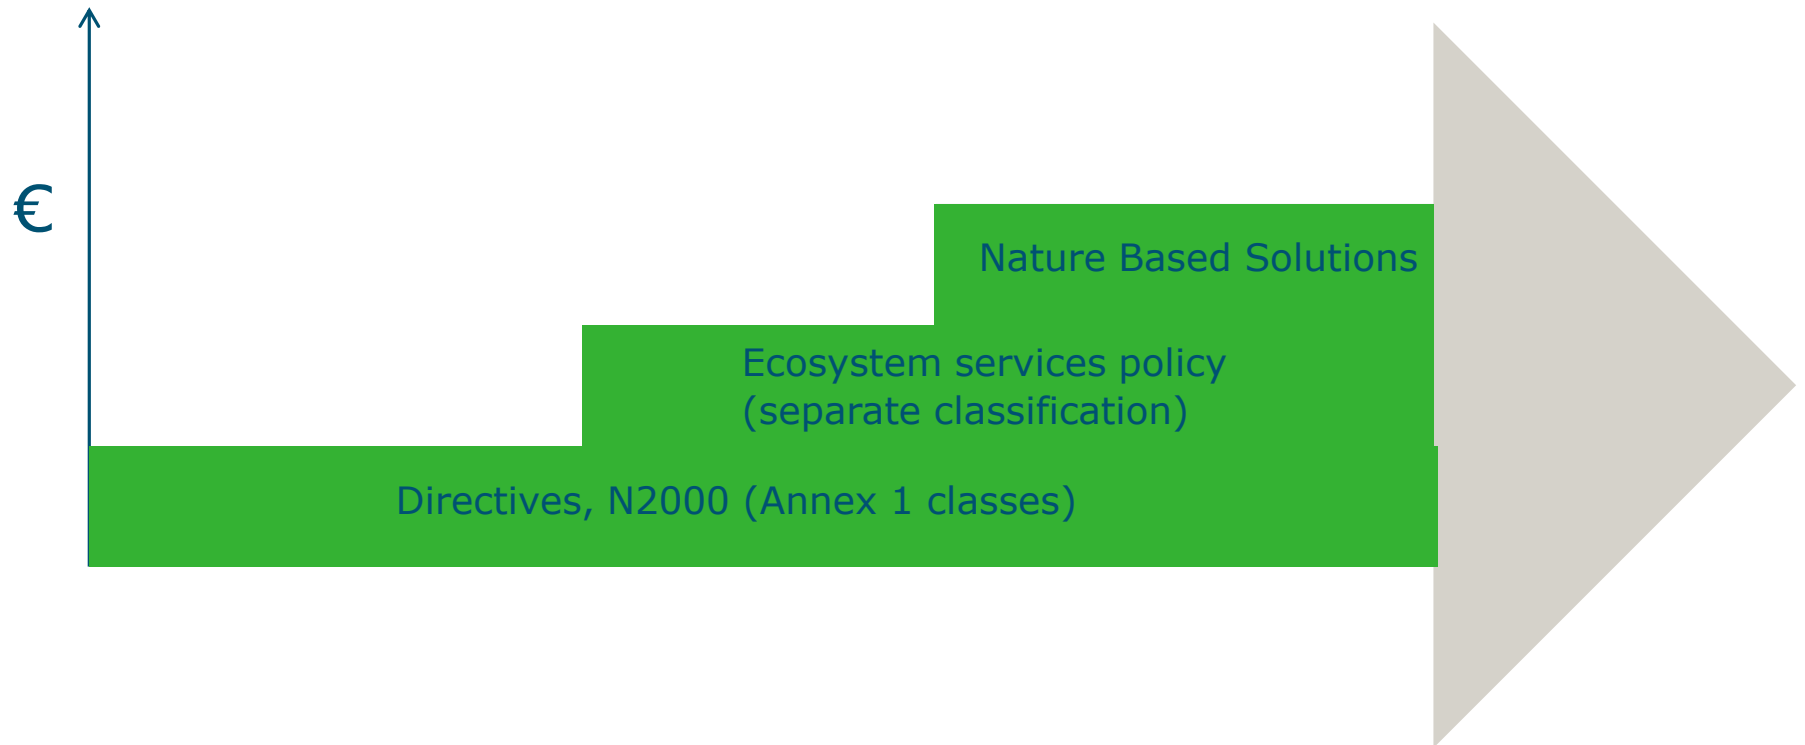 €
Nature Based Solutions
Ecosystem services policy
(separate classification)
Directives, N2000 (Annex 1 classes)